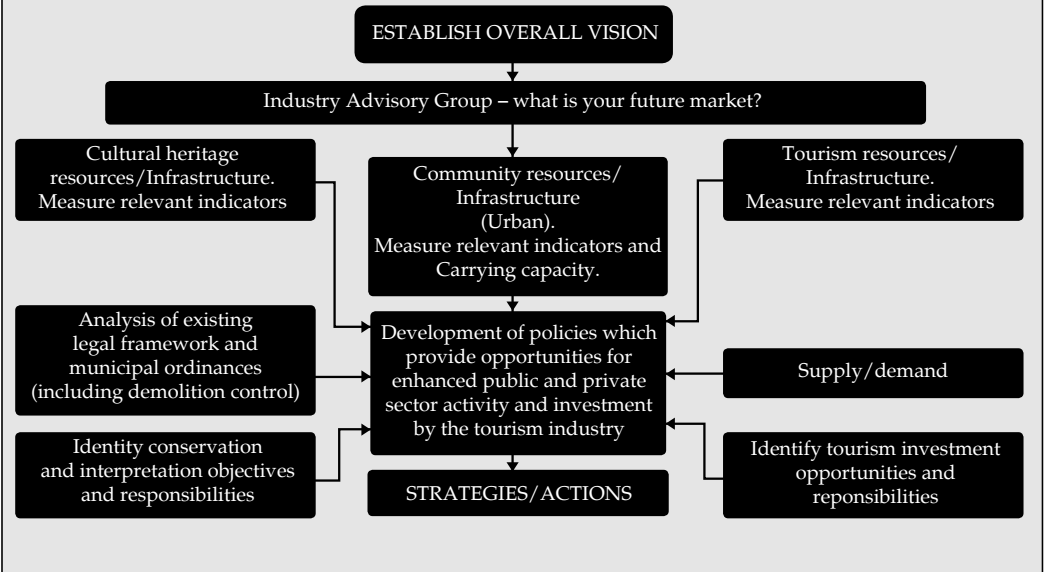 ESTABLISH OVERALL VISION
Industry Advisory Group – what is your future market?
Cultural heritage
resources/Infrastructure.
Measure relevant indicators
Community resources/
Infrastructure
(Urban).
Measure relevant indicators and
Carrying capacity.
Tourism resources/
Infrastructure.
Measure relevant indicators
Analysis of existing
legal framework and
municipal ordinances
(including demolition control)
Development of policies which
provide opportunities for
enhanced public and private
sector activity and investment
by the tourism industry
Supply/demand
Identity conservation
and interpretation objectives
and responsibilities
Identify tourism investment
opportunities and
reponsibilities
STRATEGIES/ACTIONS